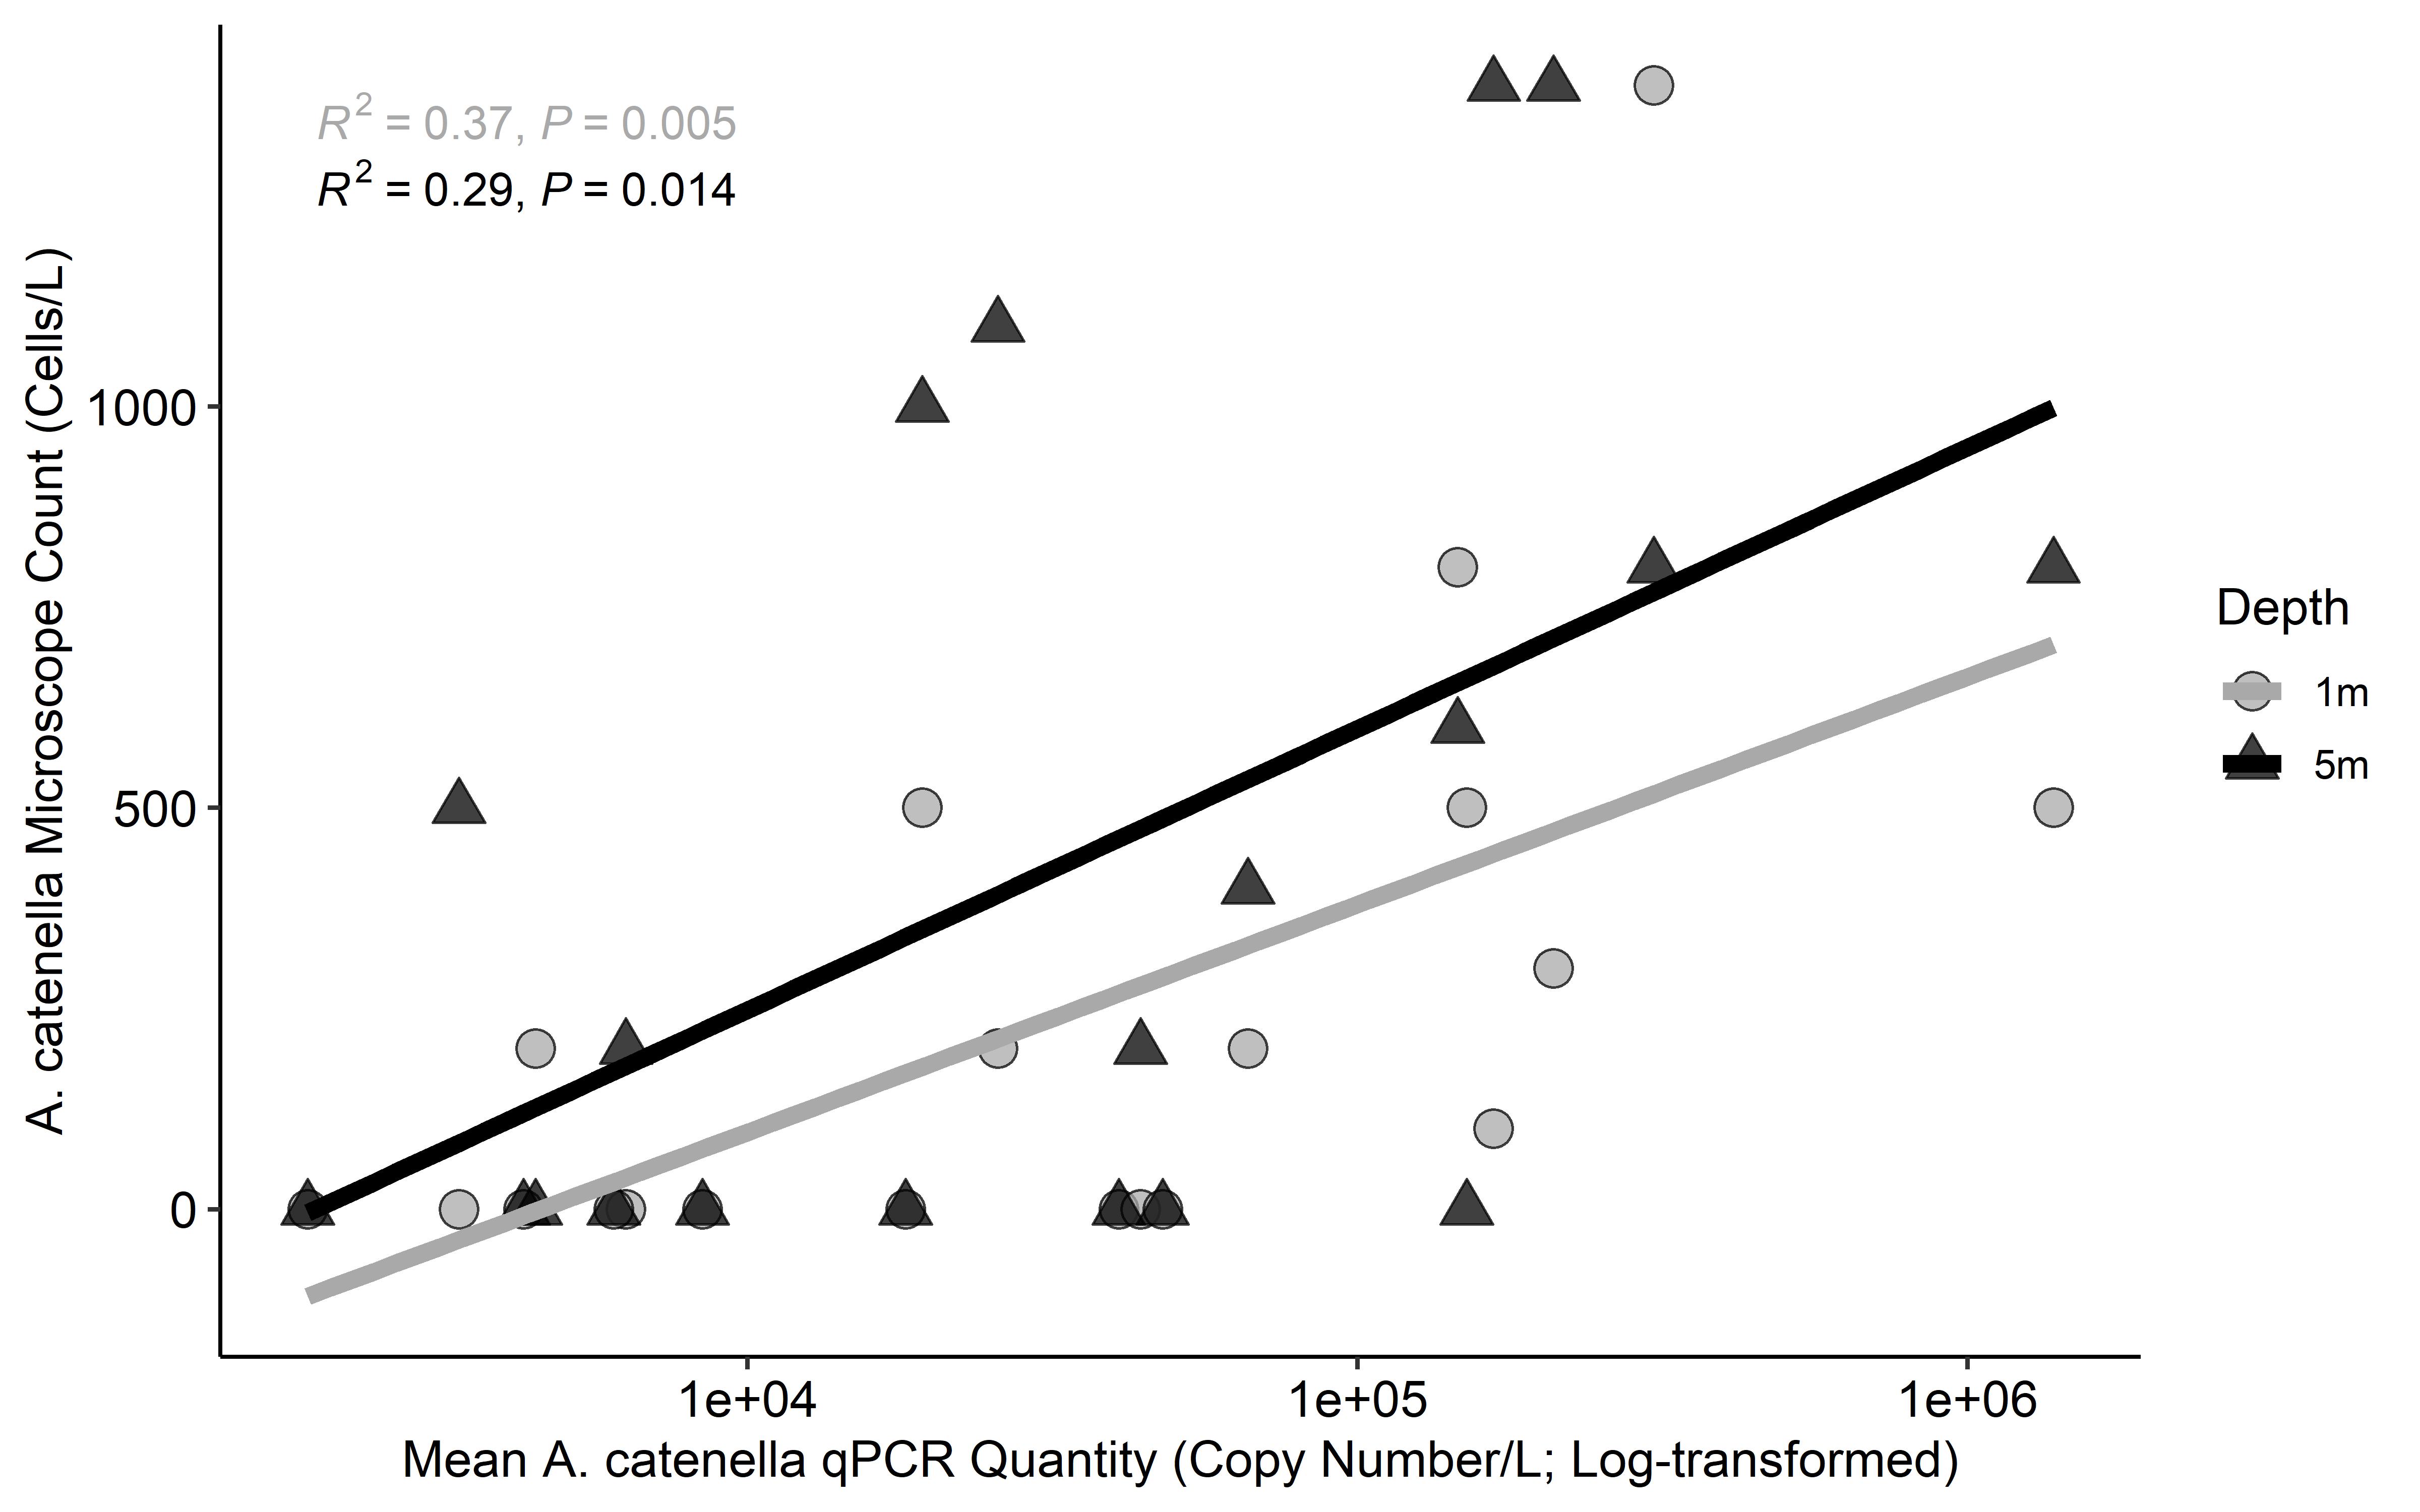 R² = 0.37, P = 0.005
R² = 0.29, P = 0.014
A. catenella Microscope Count (Cells/L)
1000
500
0
1e+04 1e+05 1e+06
Mean A. catenella qPCR Quantity (Copy Number/L; Log-transformed)
Depth
1m
5m